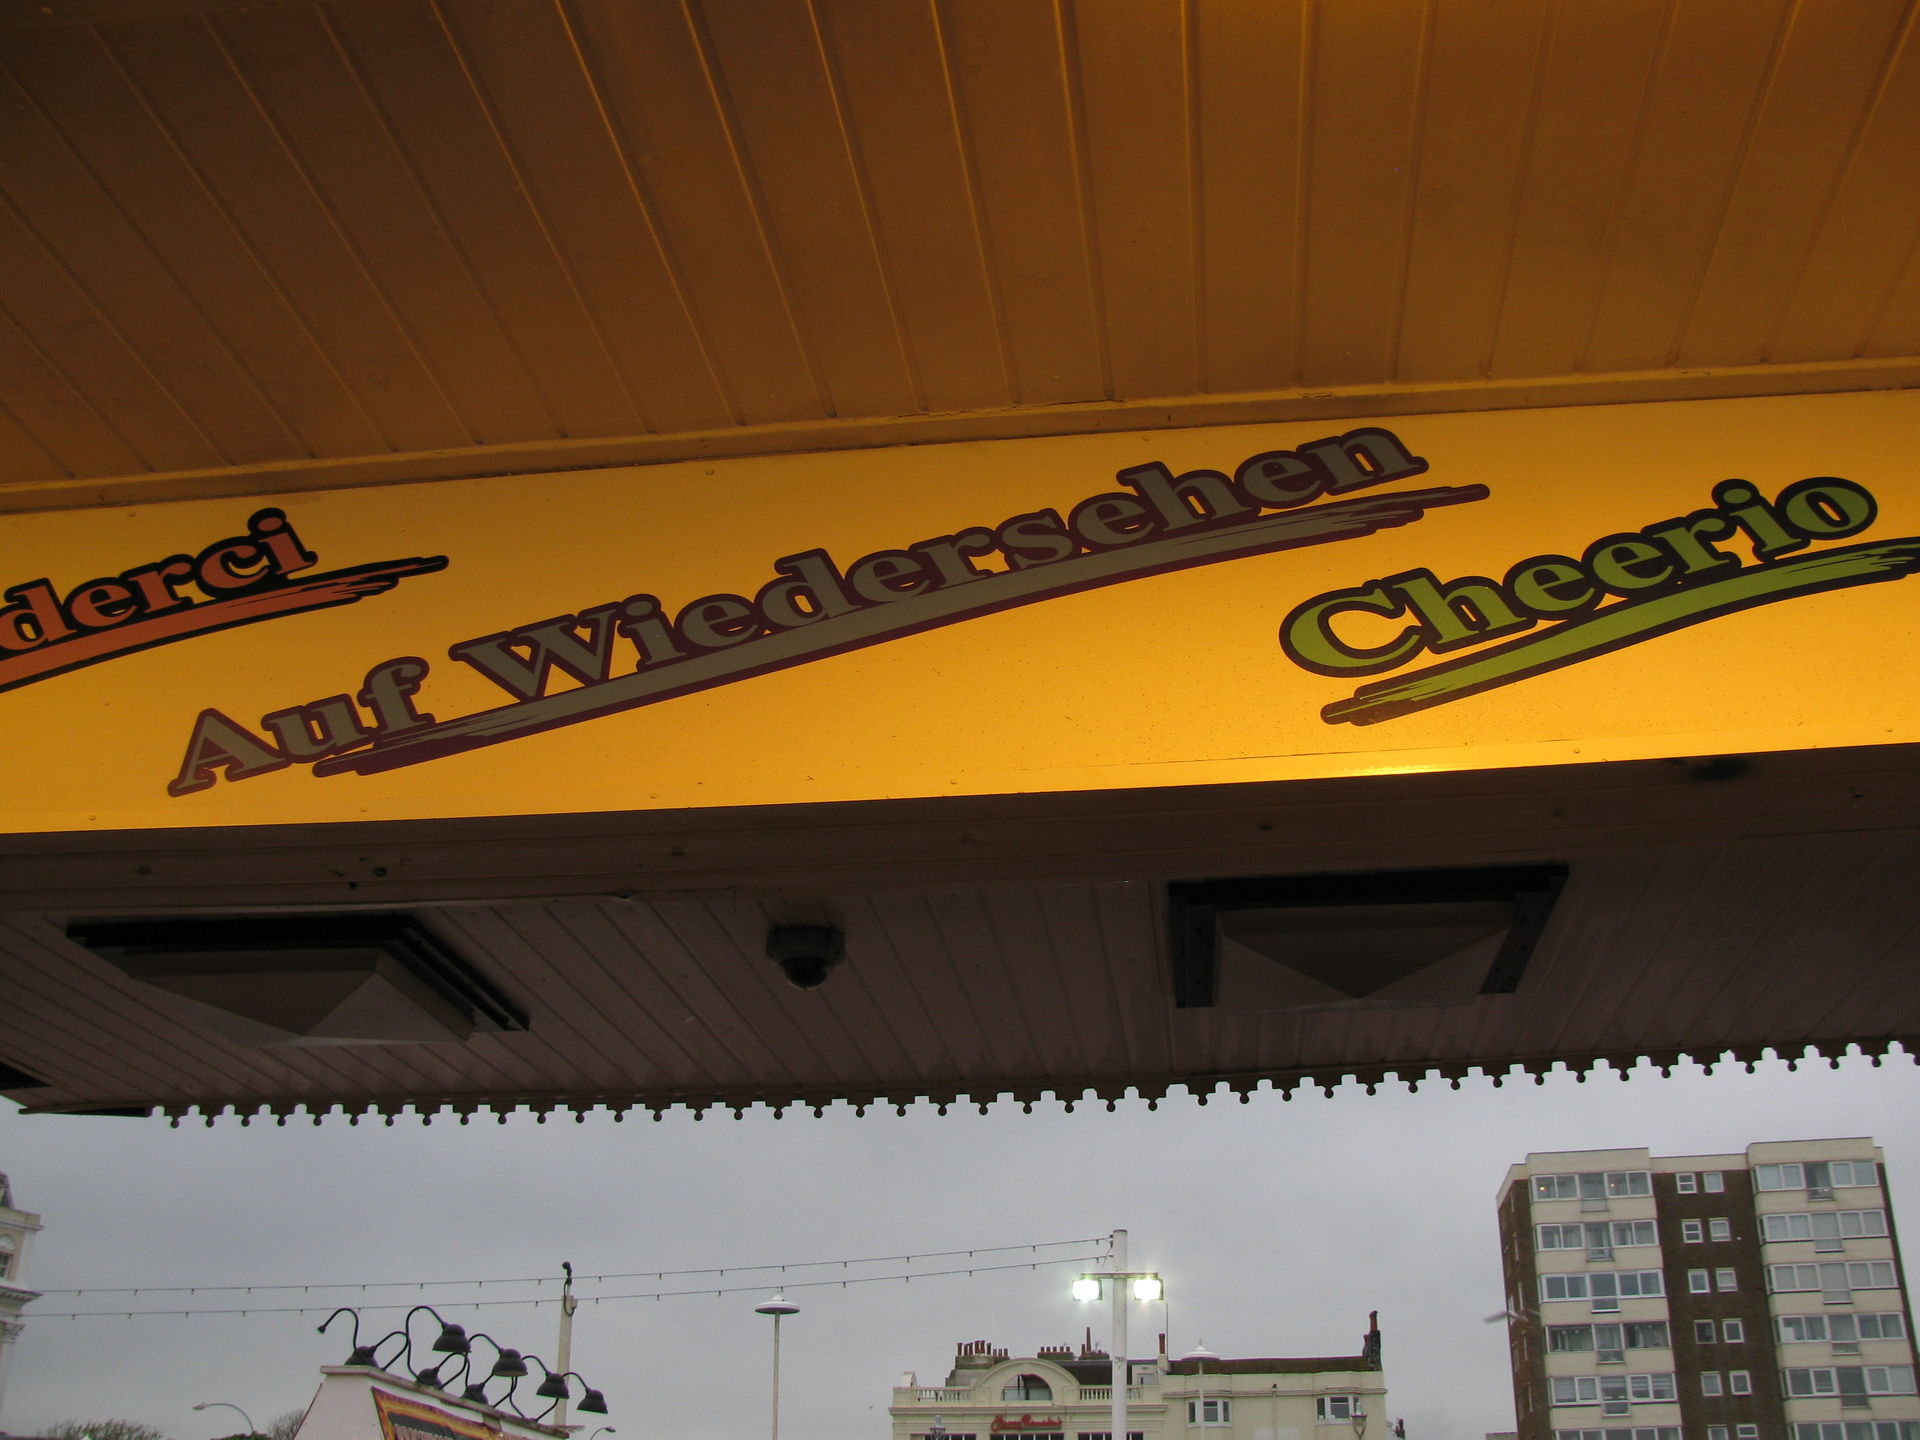 derci
Auf Wiedersehen
Cheerio